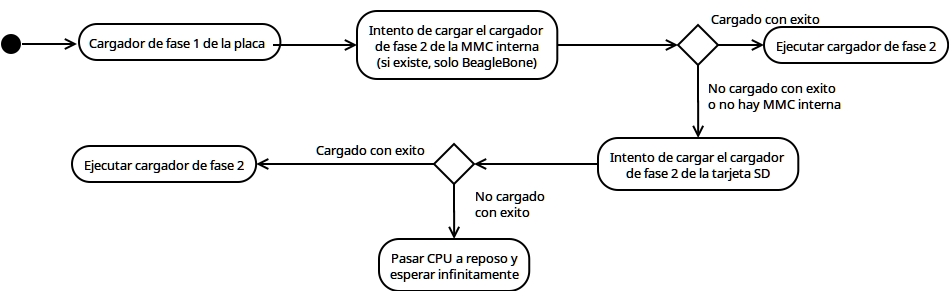 Cargador de fase 1 de la placa
Intento de cargar el cargador
de fase 2 de la MMC interna
(si existe, solo BeagleBone)
Cargado con exito
Ejecutar cargador de fase 2
No cargado con exito
o no hay MMC interna
Intento de cargar el cargador
de fase 2 de la tarjeta SD
Cargado con exito
Ejecutar cargador de fase 2
No cargado
con exito
Pasar CPU a reposo y
esperar infinitamente